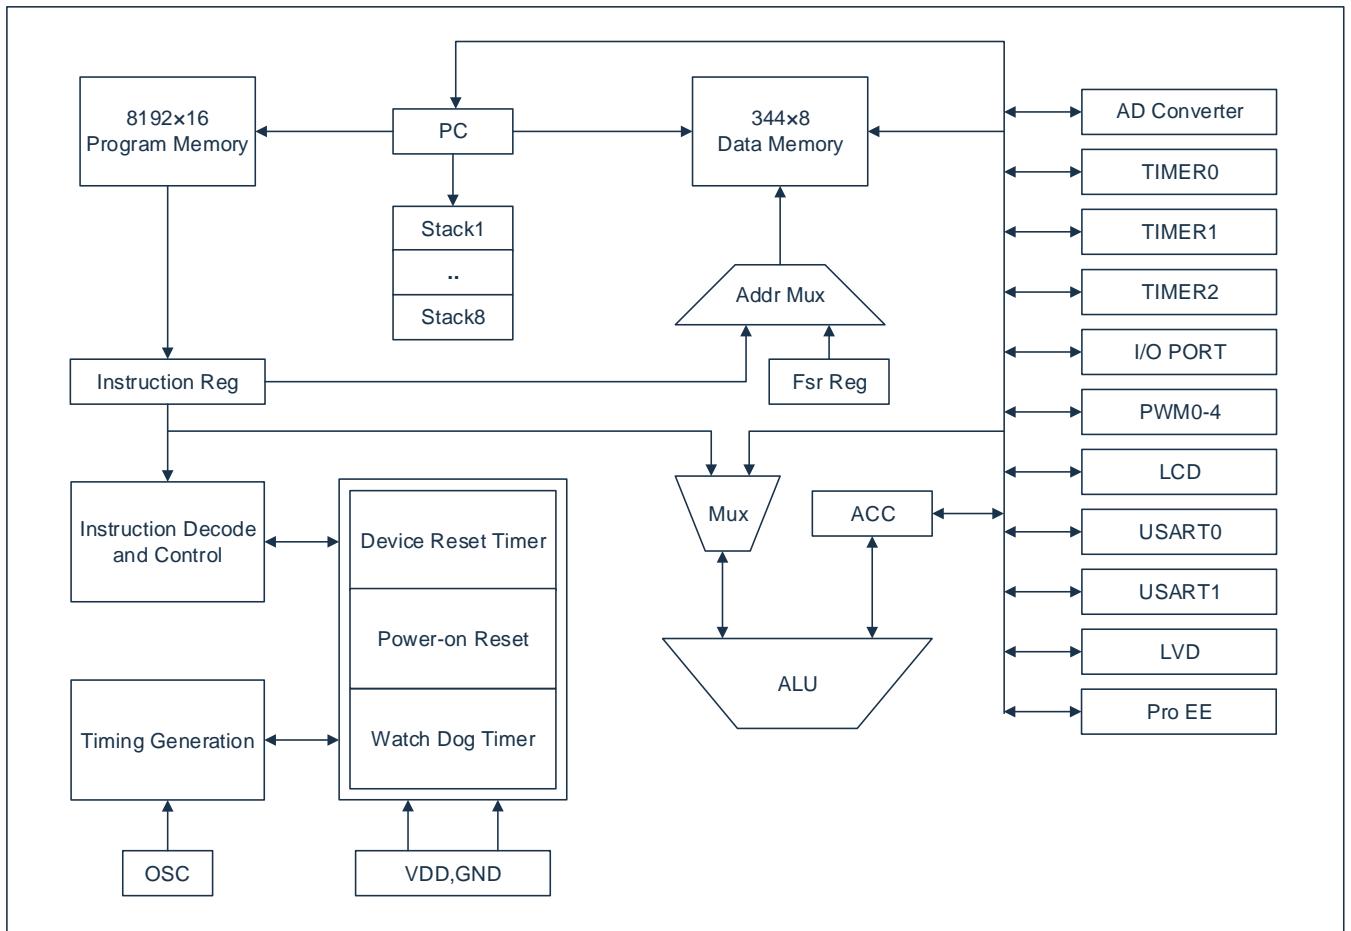 8192×16
Program Memory
PC
344×8
Data Memory
AD Converter
TIMER0
Stack1
TIMER1
..
TIMER2
Addr Mux
Stack8
I/O PORT
Instruction Reg
Fsr Reg
PWM0-4
LCD
Mux
ACC
Instruction Decode
and Control
Device Reset Timer
USART0
USART1
Power-on Reset
LVD
ALU
Pro EE
Timing Generation
Watch Dog Timer
OSC
VDD,GND